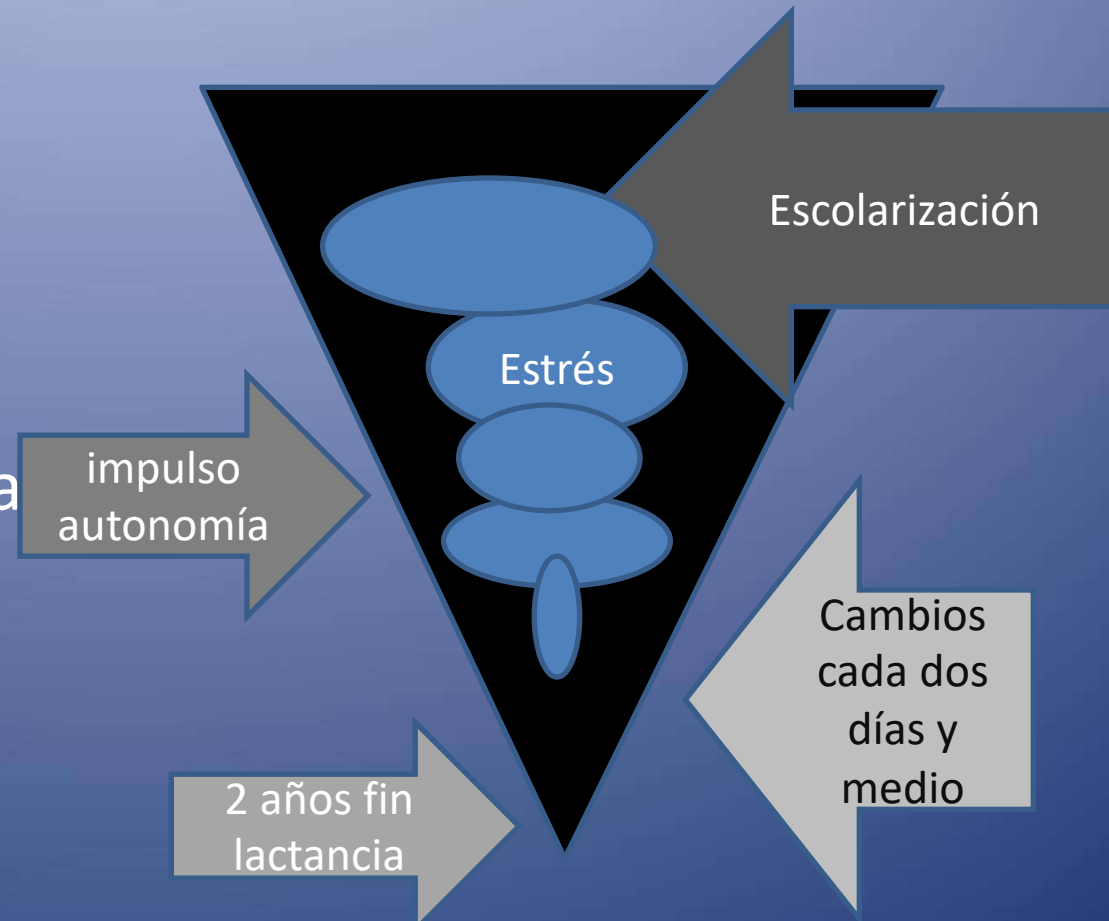 Escolarización
Estrés
impulso
autonomía
a
Cambios
cada dos
días y
medio
2 años fin
lactancia